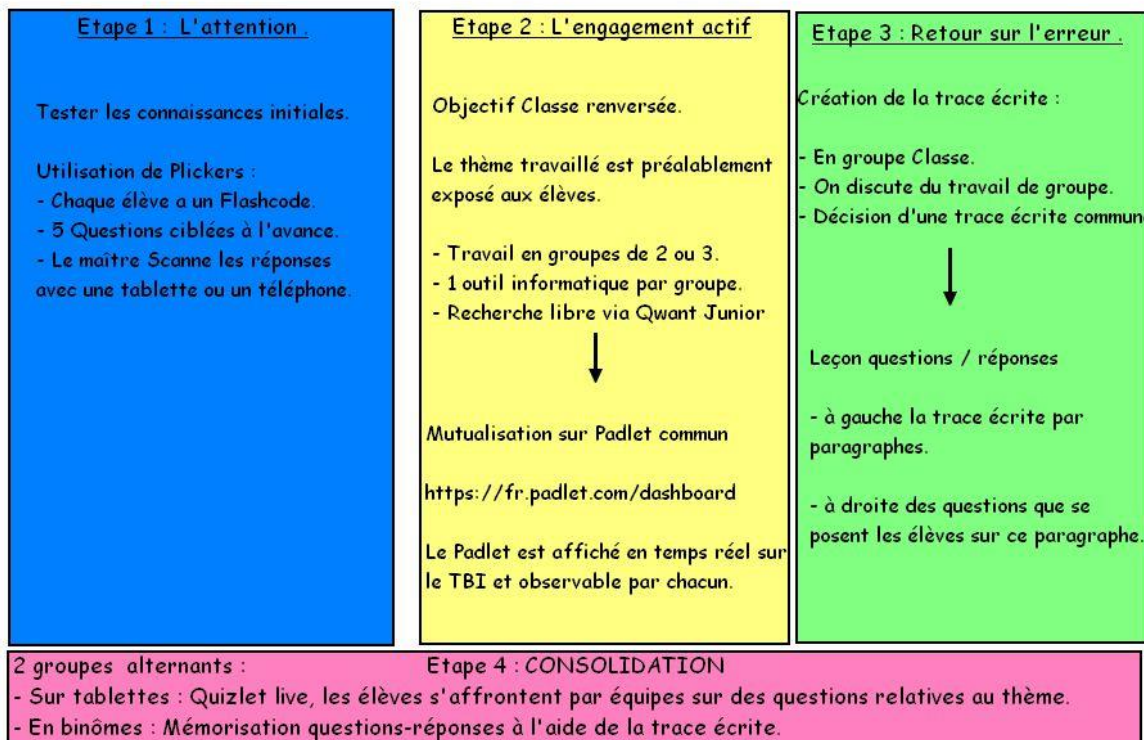 Etape 1 : L'attention .
Tester les connaissances initiales.
Utilisation de Plickers :
- Chaque élève a un Flashcode.
- 5 Questions ciblées à l'avance.
- Le maître Scanne les réponses
avec une tablette ou un téléphone.
Etape 2 : L'engagement actif
Objectif Classe renversée.
Le thème travaillé est préalablement
exposé aux élèves.
- Travail en groupes de 2 ou 3.
- 1 outil informatique par groupe.
- Recherche libre via Qwant Junior
Mutualisation sur Padlet commun
https://fr.padlet.com/dashboard
Le Padlet est affiché en temps réel sur
le TBI et observable par chacun.
Etape 3 : Retour sur l'erreur .
Création de la trace écrite :
- En groupe Classe.
- On discute du travail de groupe.
- Décision d'une trace écrite commun
Leçon questions / réponses
- à gauche la trace écrite par
paragraphes.
- à droite des questions que se
posent les élèves sur ce paragraphe.
2 groupes alternants : Etape 4 : CONSOLIDATION
- Sur tablettes : Quizlet live, les élèves s'affrontent par équipes sur des questions relatives au thème.
- En binômes : Mémorisation questions-réponses à l'aide de la trace écrite.